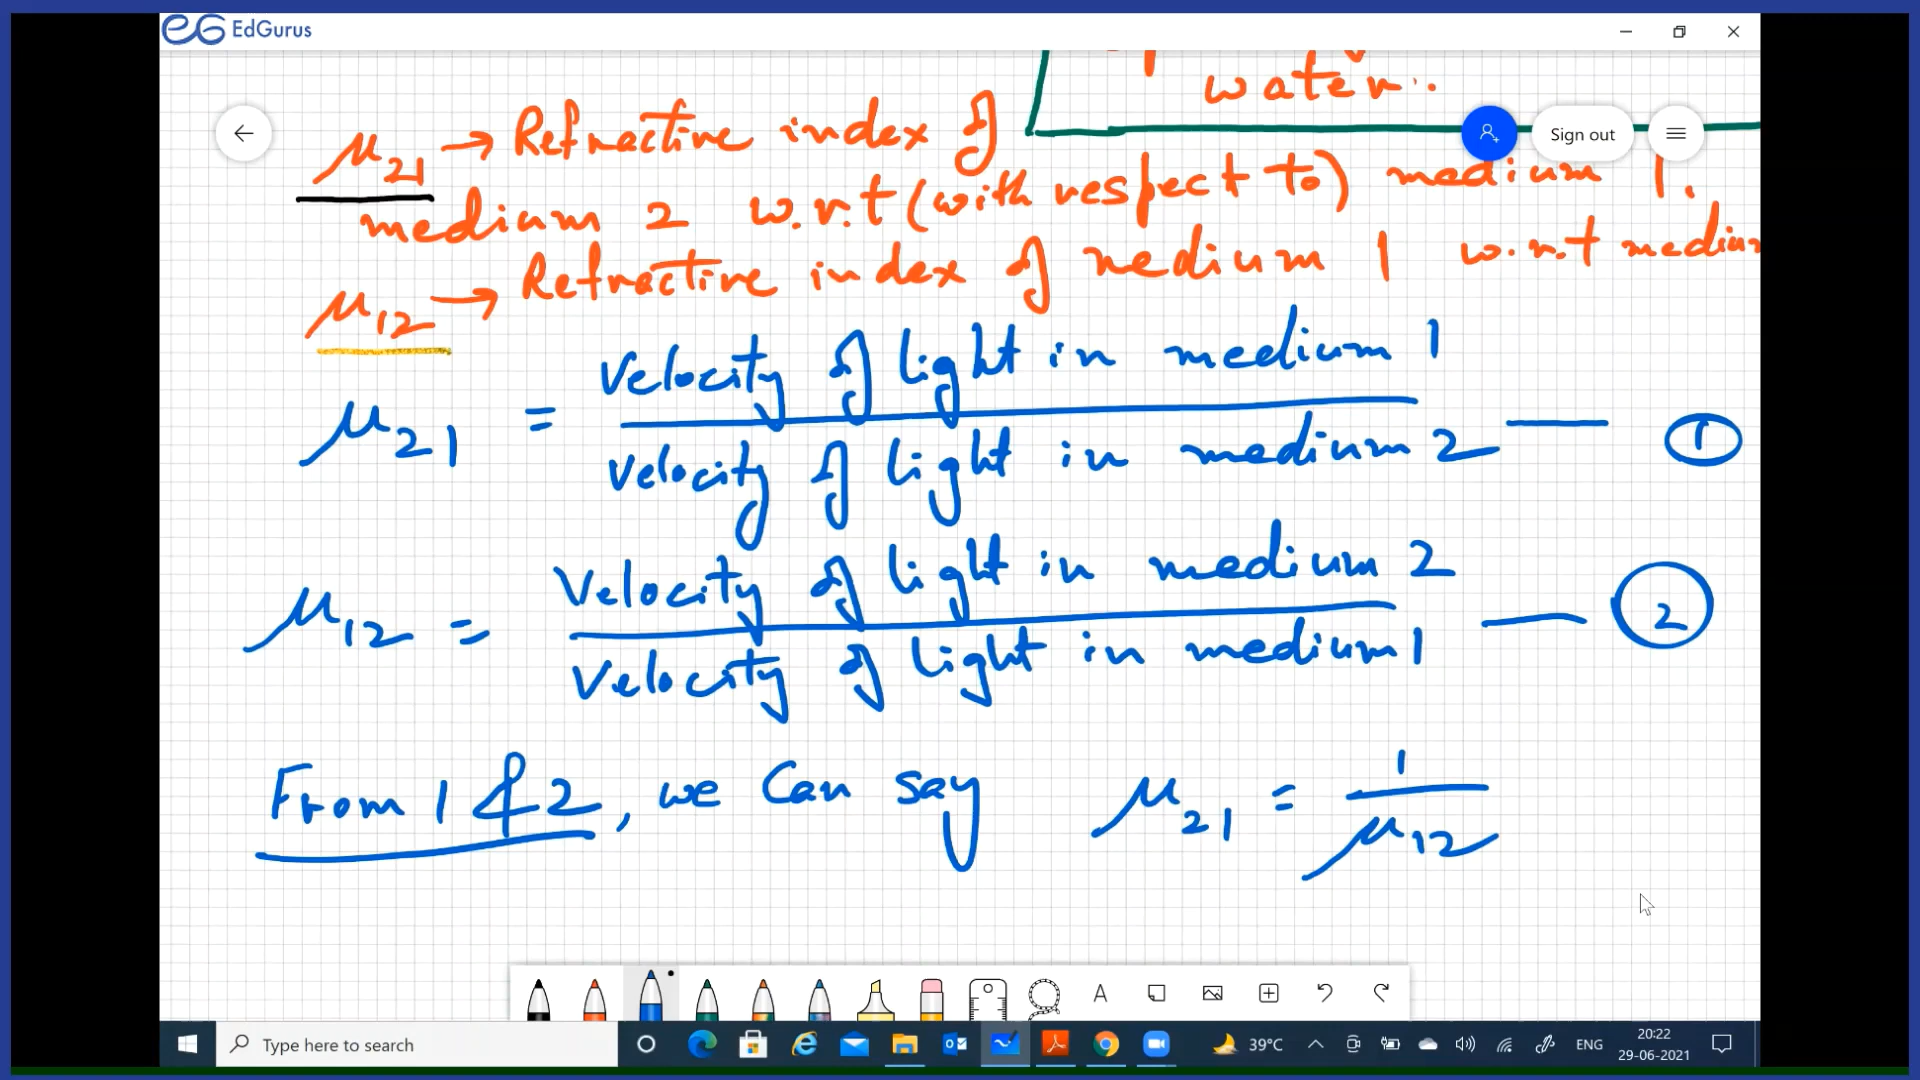 EdGurus
water.
Sign out
μ21 → Refractive index of
medium 2 w.r.t (with respect to) medium 1.
μ12 → Refractive index of medium 1 w.r.t medium
μ21 = Velocity of light in medium 1
Velocity of light in medium 2 — 1
μ12 = Velocity of light in medium 2
Velocity of light in medium 1 — 2
From 1 & 2, we can say μ21 = 1
μ12
A
Type here to search
39°C
ENG
20:22
29-06-2021